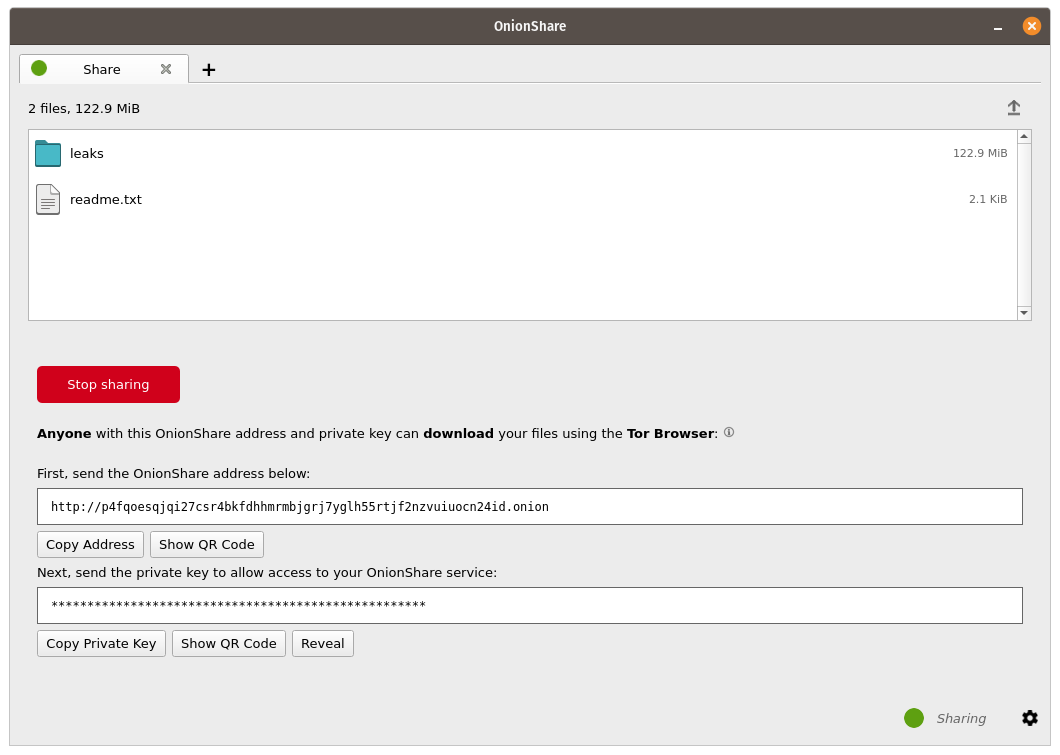 OnionShare
Share
2 files, 122.9 MiB
leaks 122.9 MiB
readme.txt 2.1 KiB
Stop sharing
Anyone with this OnionShare address and private key can download your files using the Tor Browser:
First, send the OnionShare address below:
http://p4fqoesqjqi27csr4bkfdhhmrmbjgrj7yglh55rtjf2nzvuiuocn24id.onion
Copy Address Show QR Code
Next, send the private key to allow access to your OnionShare service:
****************************************************
Copy Private Key Show QR Code Reveal
Sharing